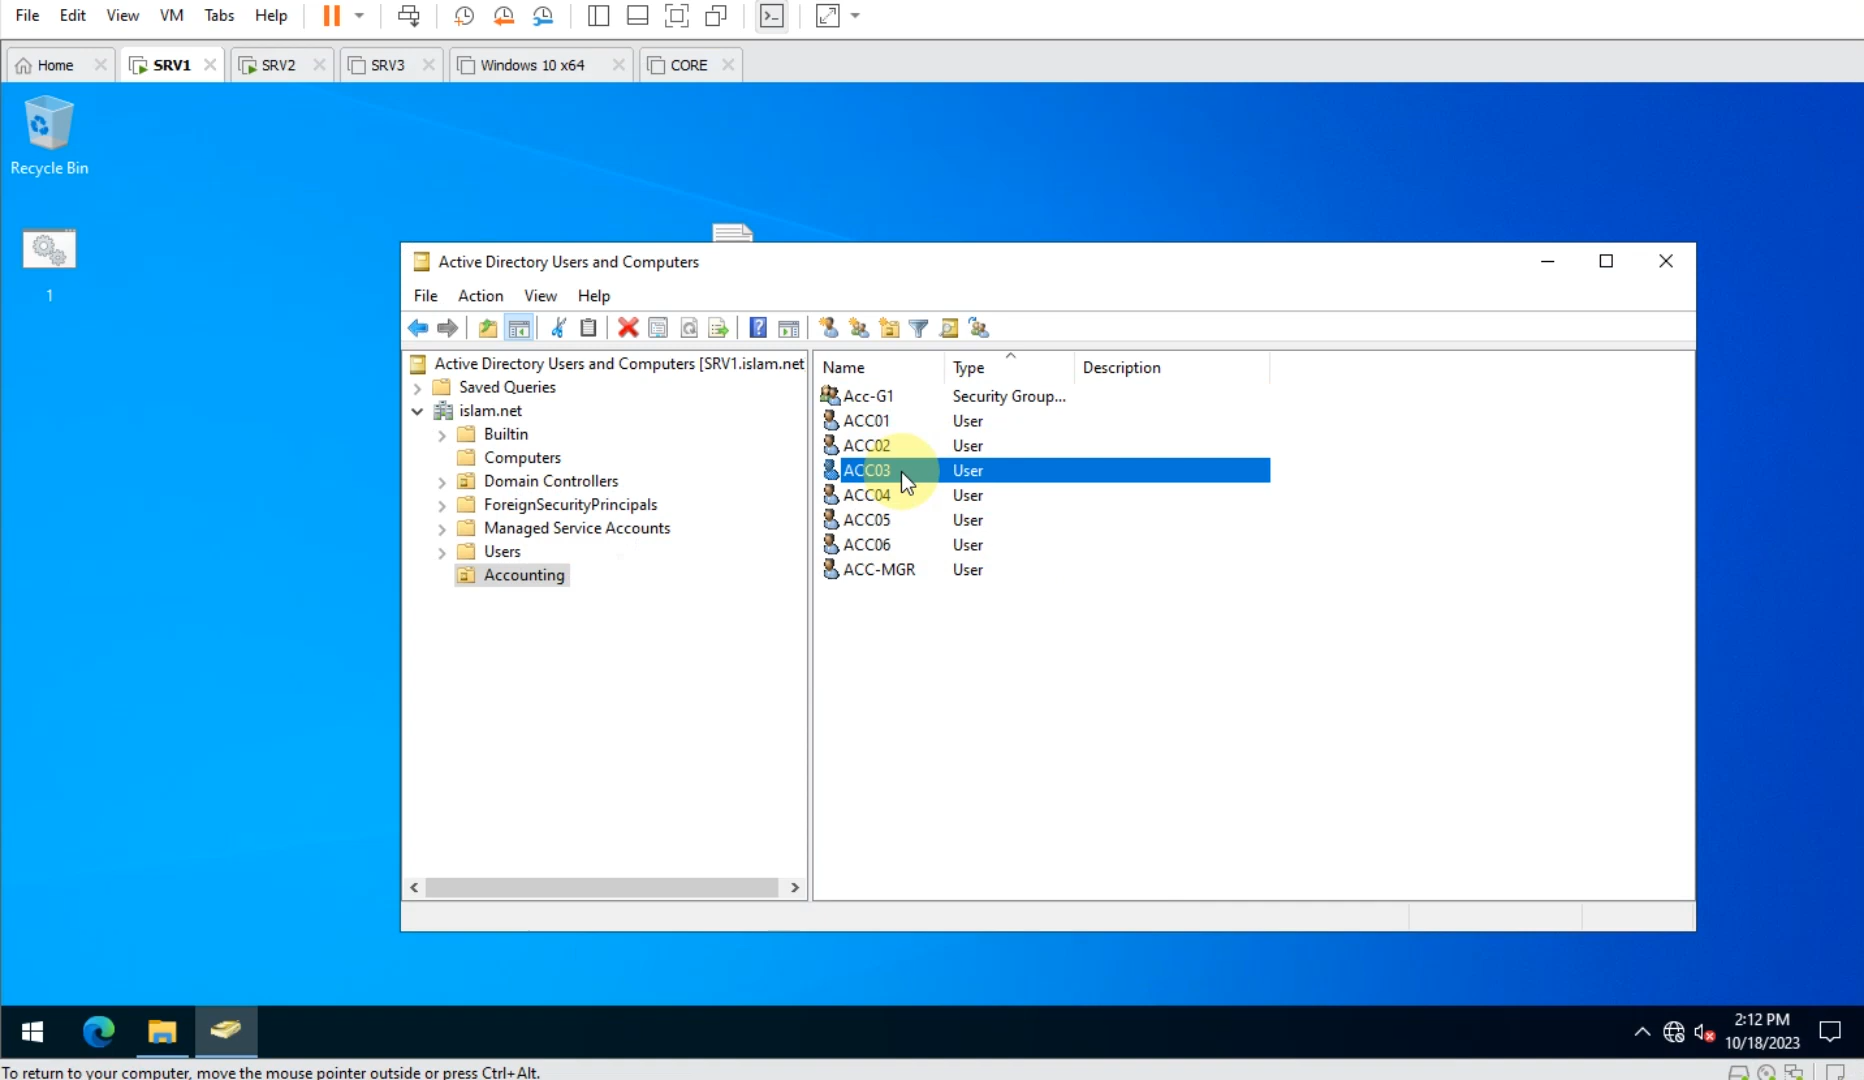 File Edit View VM Tabs Help
Home SRV1 SRV2 SRV3 Windows 10 x64 CORE
Recycle Bin
1
Active Directory Users and Computers
File Action View Help
Active Directory Users and Computers [SRV1.islam.net
Saved Queries
islam.net
Builtin
Computers
Domain Controllers
ForeignSecurityPrincipals
Managed Service Accounts
Users
Accounting
Name Type Description
Acc-G1 Security Group...
ACC01 User
ACC02 User
ACC03 User
ACC04 User
ACC05 User
ACC06 User
ACC-MGR User
2:12 PM
10/18/2023
To return to your computer, move the mouse pointer outside or press Ctrl+Alt.